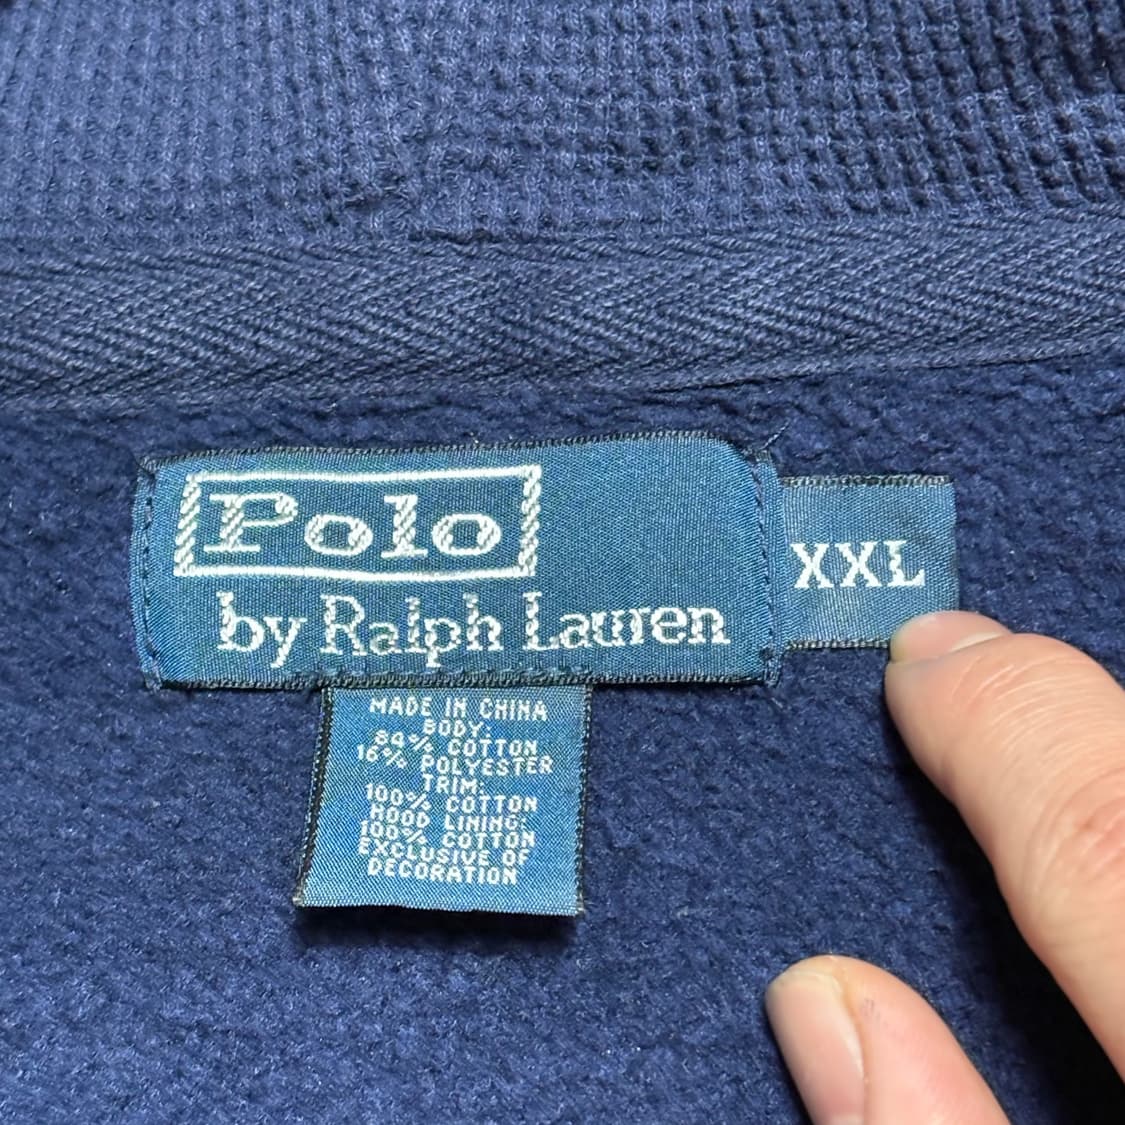 Polo
by Ralph Lauren
XXL
MADE IN CHINA
BODY:
84% COTTON
16% POLYESTER
TRIM:
100% COTTON
HOOD LINING:
100% COTTON
EXCLUSIVE OF
DECORATION